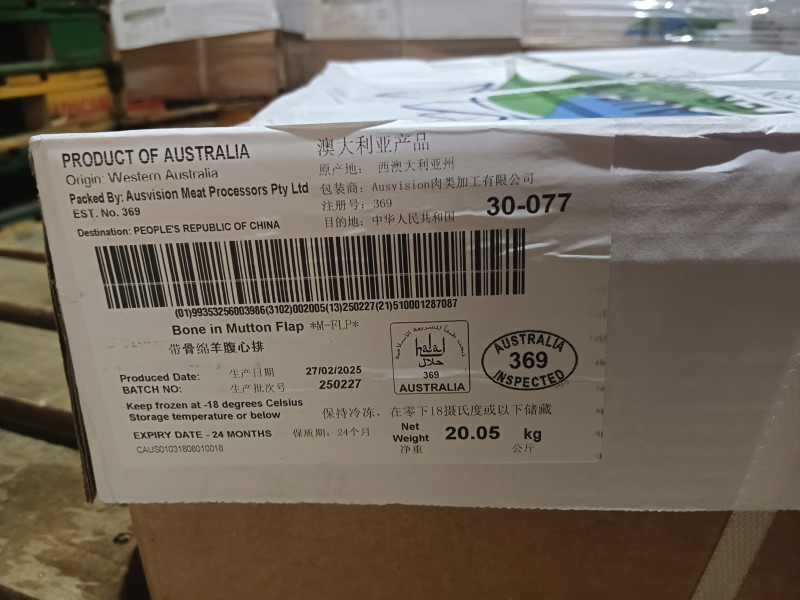 PRODUCT OF AUSTRALIA
Origin: Western Australia
Packed By: Ausvision Meat Processors Pty Ltd
EST. No. 369
Destination: PEOPLE'S REPUBLIC OF CHINA
澳大利亚产品
原产地: 西澳大利亚州
包装商: Ausvision肉类加工有限公司
注册号: 369
目的地: 中华人民共和国
30-077
(01)99353256003986(3102)002005(13)250227(21)510001287087
Bone in Mutton Flap *M-FLP*
带骨绵羊腹心排
Produced Date: 生产日期 27/02/2025
BATCH NO: 生产批次号 250227
Keep frozen at -18 degrees Celsius
Storage temperature or below
保持冷冻, 在零下18摄氏度或以下储藏
EXPIRY DATE - 24 MONTHS 保质期: 24个月
CAUS01031808010018
Net Weight 20.05 kg
净重 公斤
halal
حلال
369
AUSTRALIA
AUSTRALIA
369
INSPECTED